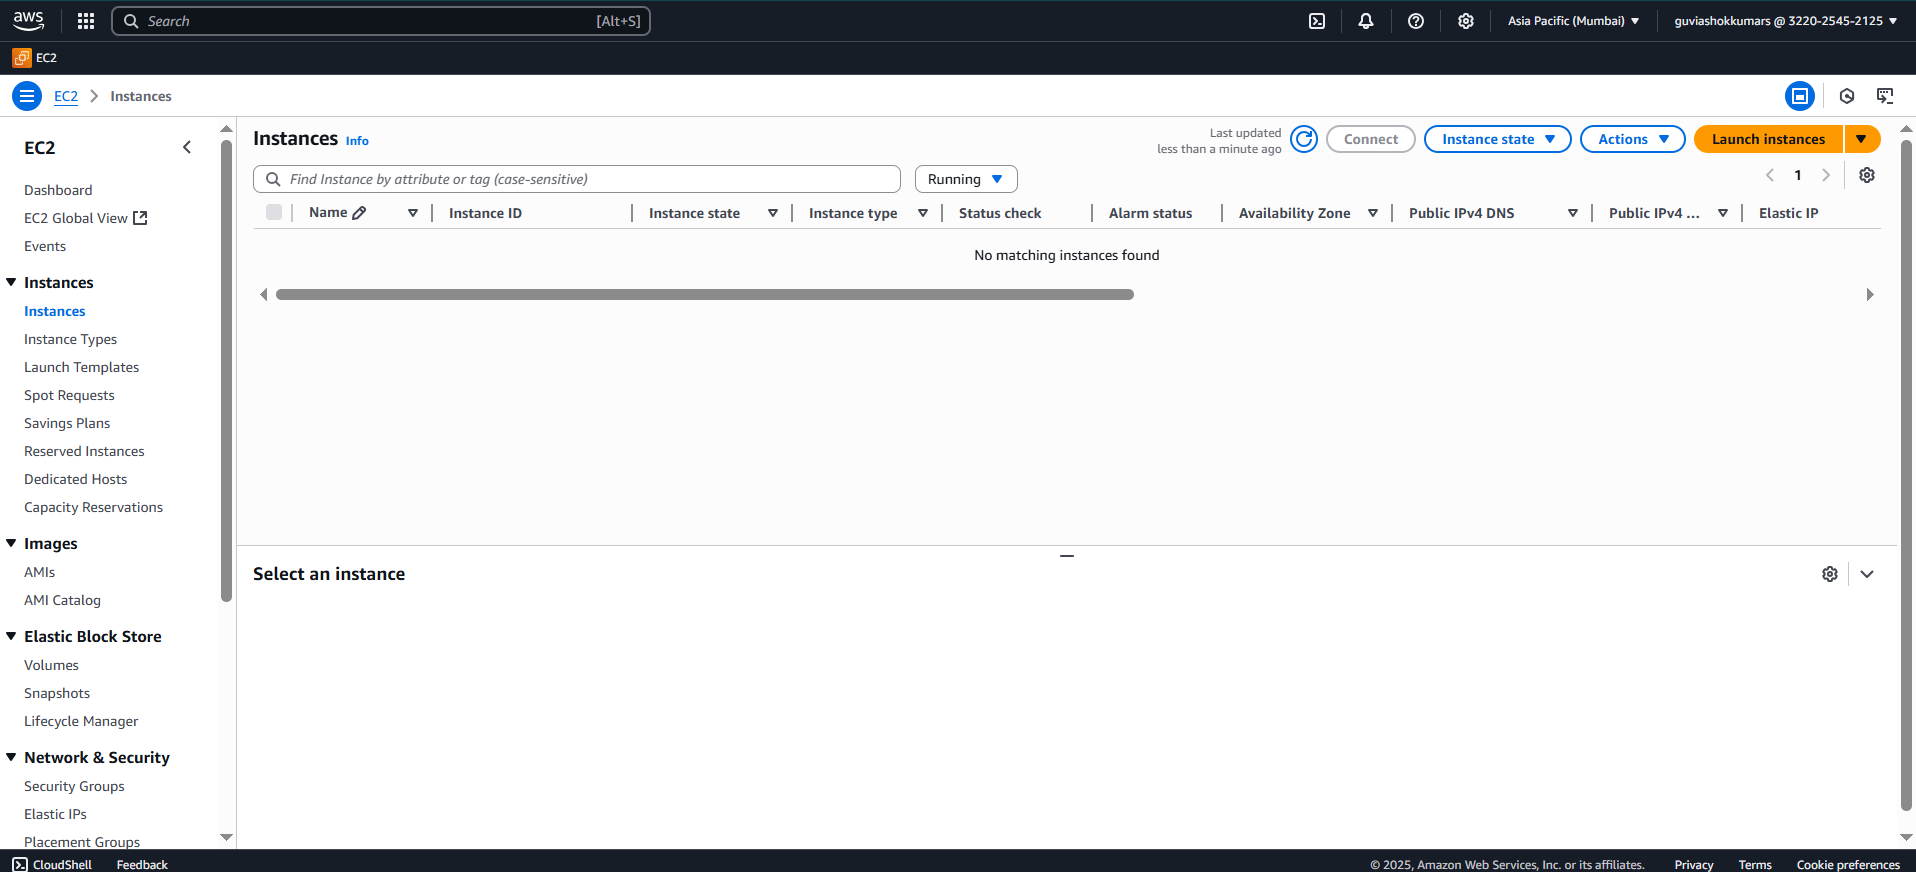 aws
Search [Alt+S]
Asia Pacific (Mumbai)
guviashokkumars @ 3220-2545-2125
EC2
EC2 Instances
EC2
Dashboard
EC2 Global View
Events
Instances
Instances
Instance Types
Launch Templates
Spot Requests
Savings Plans
Reserved Instances
Dedicated Hosts
Capacity Reservations
Images
AMIs
AMI Catalog
Elastic Block Store
Volumes
Snapshots
Lifecycle Manager
Network & Security
Security Groups
Elastic IPs
Placement Groups
Instances Info
Last updated
less than a minute ago
Connect
Instance state
Actions
Launch instances
Find Instance by attribute or tag (case-sensitive)
Running
1
Name Instance ID Instance state Instance type Status check Alarm status Availability Zone Public IPv4 DNS Public IPv4 ... Elastic IP
No matching instances found
Select an instance
CloudShell Feedback
© 2025, Amazon Web Services, Inc. or its affiliates. Privacy Terms Cookie preferences